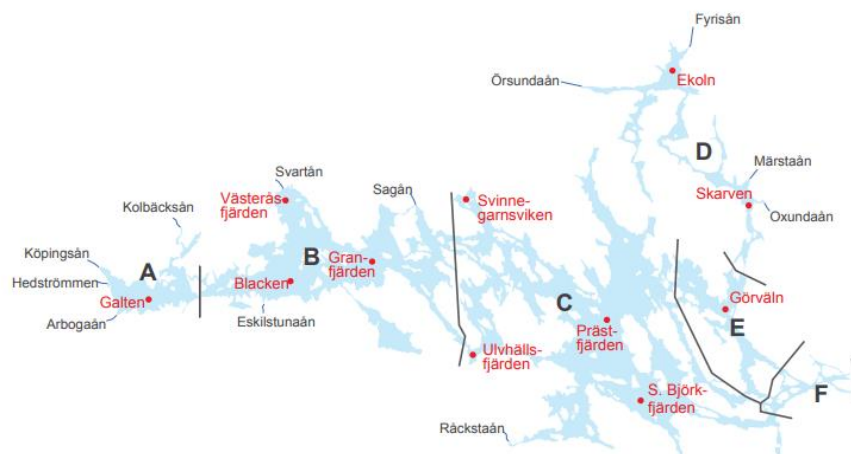 Fyrisån
Ekoln
Örsundaån
D
Märstaån
Svartån
Skarven
Sagån
Västerås
fjärden
Svinne-
garnsviken
Kolbäcksån
Oxundaån
Köpingsån
B
Gran-
fjärden
A
Hedströmmen
Blacken
Galten
C
Görväln
Arbogaån
Eskilstunaån
E
Präst-
fjärden
Ulvhälls-
fjärden
S. Björk-
fjärden
F
Råckstaån